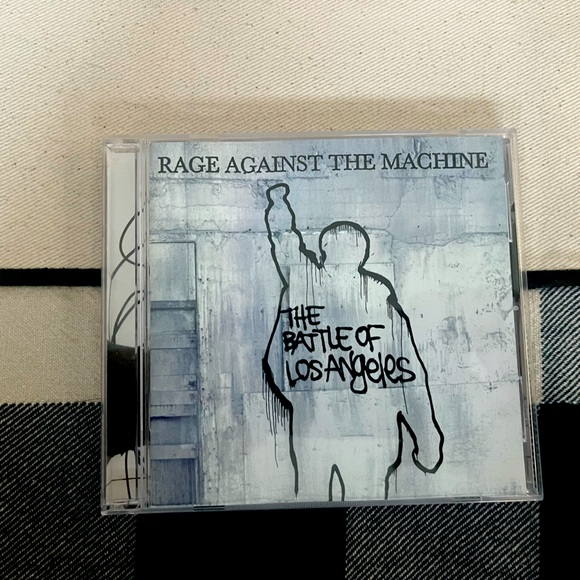 RAGE AGAINST THE MACHINE
THE
BATTLE OF
LOS ANgeleS